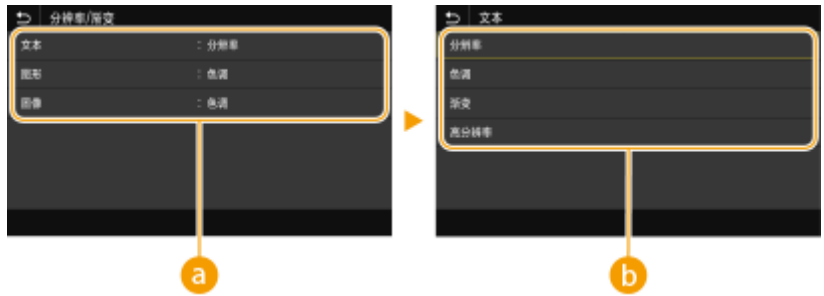 分辨率/渐变
文本 : 分辨率
图形 : 色调
图像 : 色调
a
文本
分辨率
色调
渐变
高分辨率
b